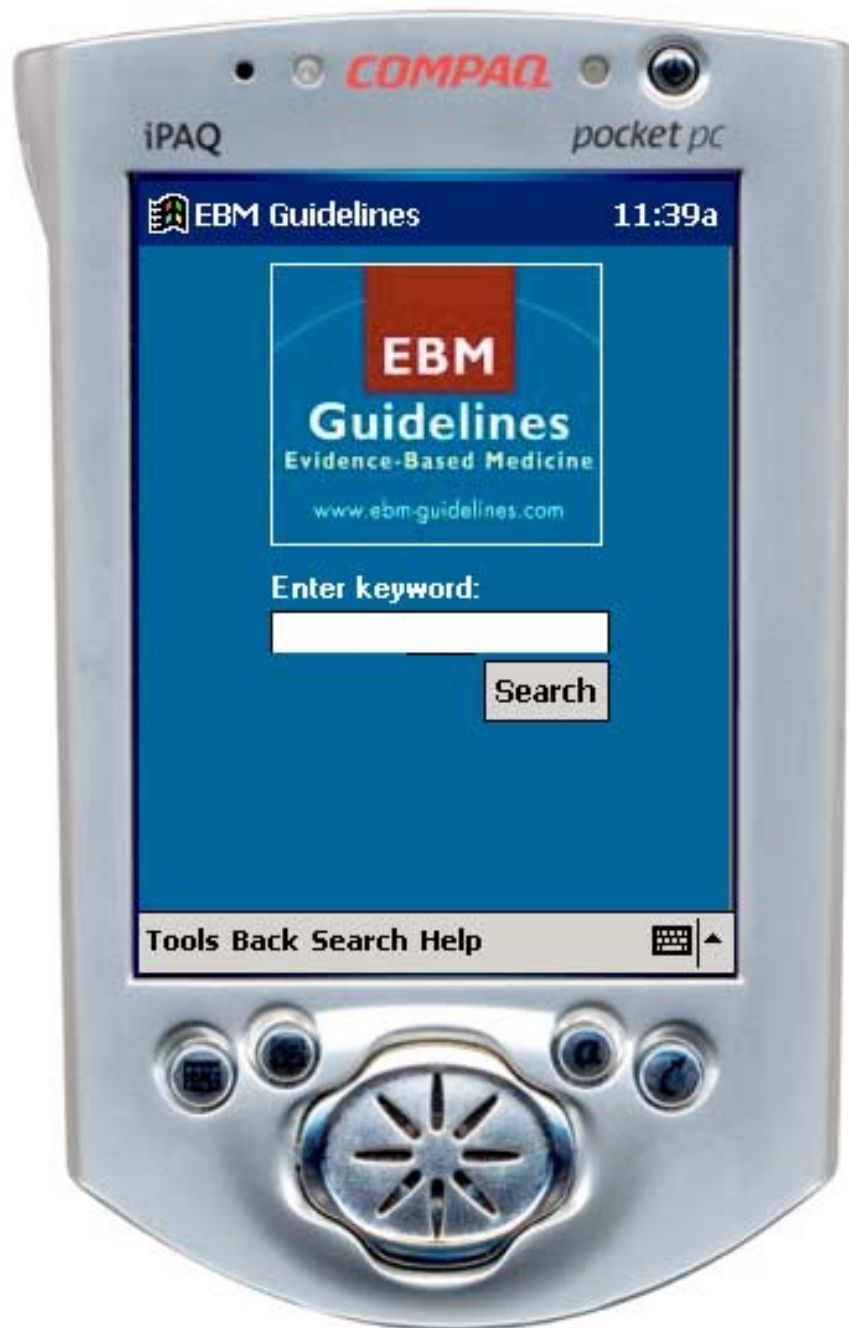 COMPAQ
iPAQ pocket pc
EBM Guidelines 11:39a
EBM
Guidelines
Evidence-Based Medicine
www.ebm-guidelines.com
Enter keyword:
Search
Tools Back Search Help